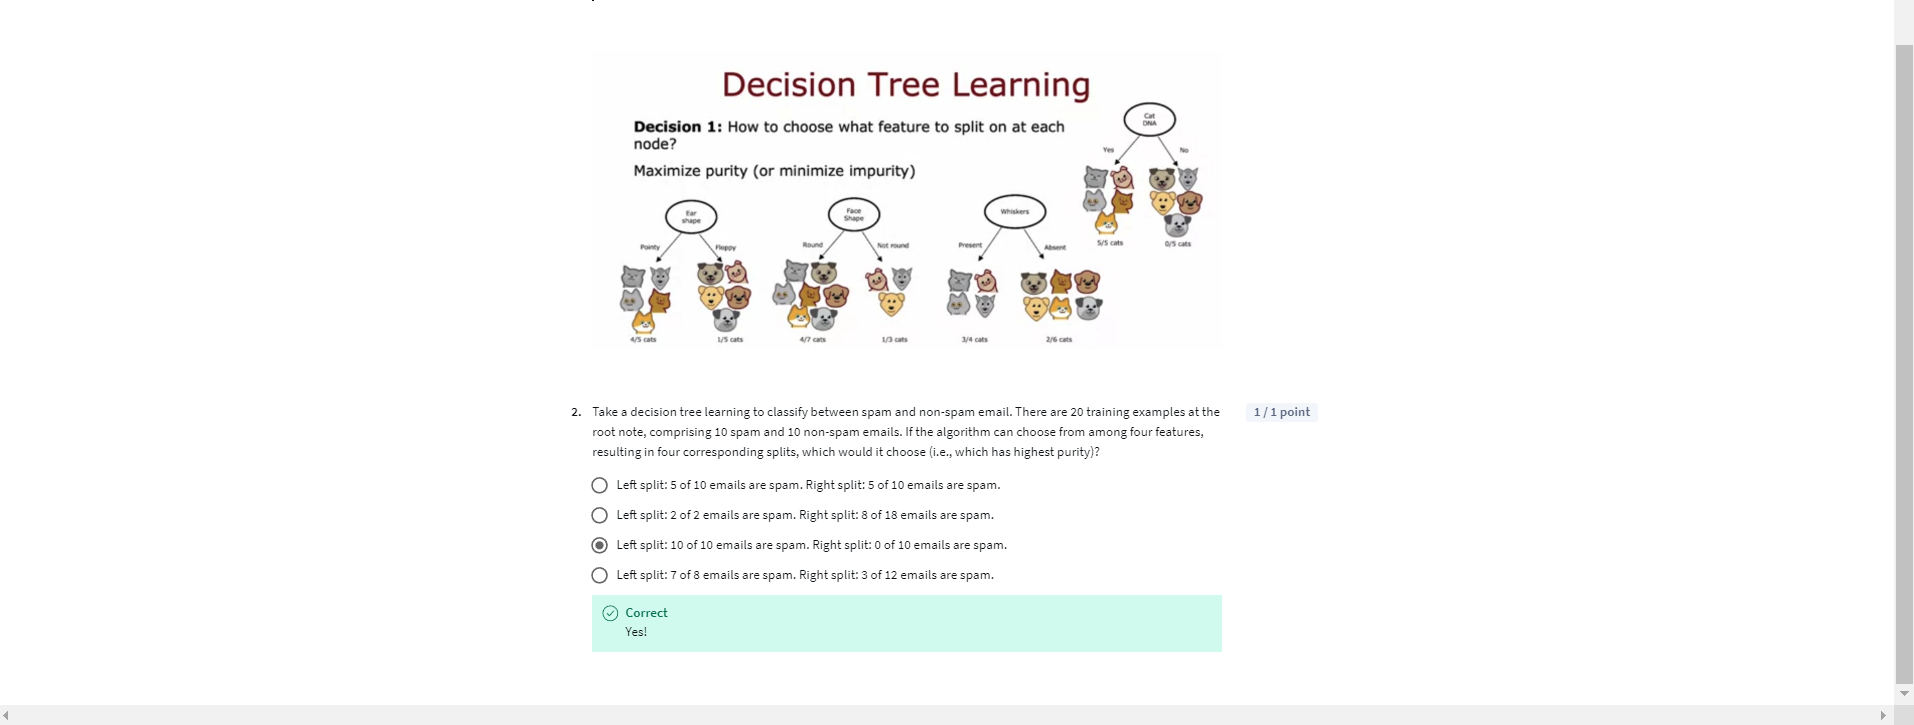 Decision Tree Learning
Decision 1: How to choose what feature to split on at each
node?
Maximize purity (or minimize impurity)
Cat
DNA
Yes
No
5/5 cats
0/5 cats
Ear
shape
Pointy
Floppy
4/5 cats
1/5 cats
Face
Shape
Round
Not round
4/7 cats
1/3 cats
Whiskers
Present
Absent
3/4 cats
2/6 cats
2. Take a decision tree learning to classify between spam and non-spam email. There are 20 training examples at the
root note, comprising 10 spam and 10 non-spam emails. If the algorithm can choose from among four features,
resulting in four corresponding splits, which would it choose (i.e., which has highest purity)?
1 / 1 point
Left split: 5 of 10 emails are spam. Right split: 5 of 10 emails are spam.
Left split: 2 of 2 emails are spam. Right split: 8 of 18 emails are spam.
Left split: 10 of 10 emails are spam. Right split: 0 of 10 emails are spam.
Left split: 7 of 8 emails are spam. Right split: 3 of 12 emails are spam.
Correct
Yes!